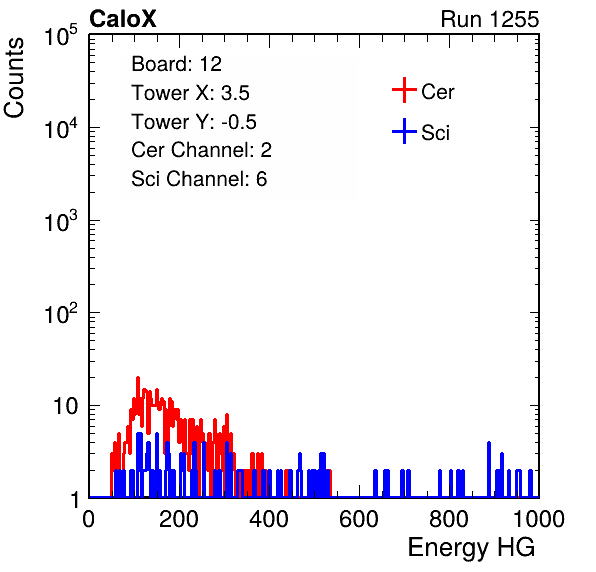 CaloX Run 1255
Counts
10^5
10^4
10^3
10^2
10
1
Board: 12
Tower X: 3.5
Tower Y: -0.5
Cer Channel: 2
Sci Channel: 6
Cer
Sci
0 200 400 600 800 1000
Energy HG